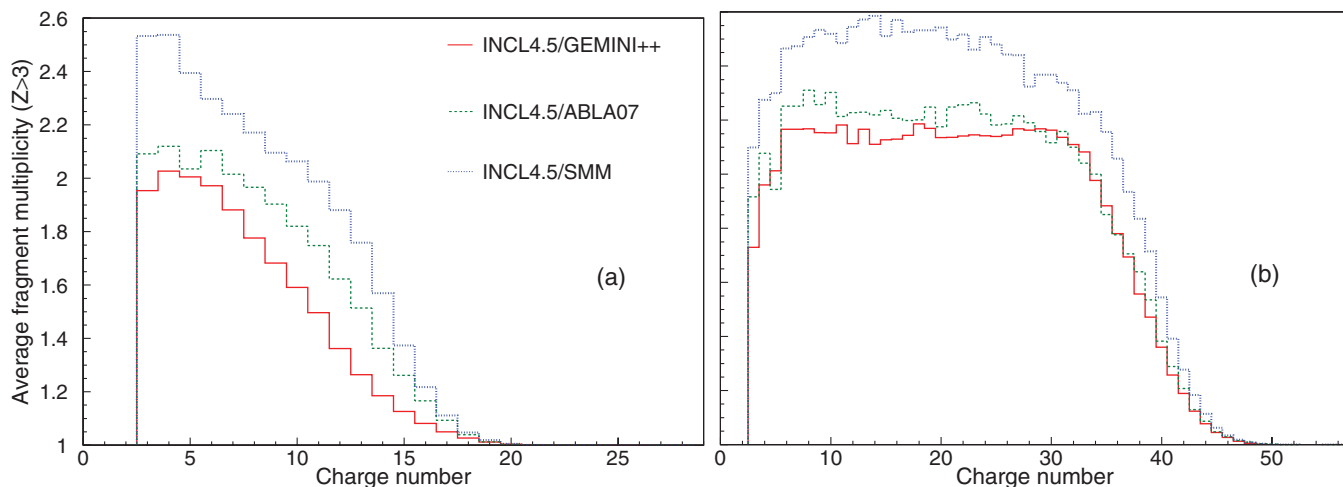 Average fragment multiplicity (Z>3)
2.6
2.4
2.2
2
1.8
1.6
1.4
1.2
1
INCL4.5/GEMINI++
INCL4.5/ABLA07
INCL4.5/SMM
(a)
(b)
0 5 10 15 20 25
0 10 20 30 40 50
Charge number
Charge number